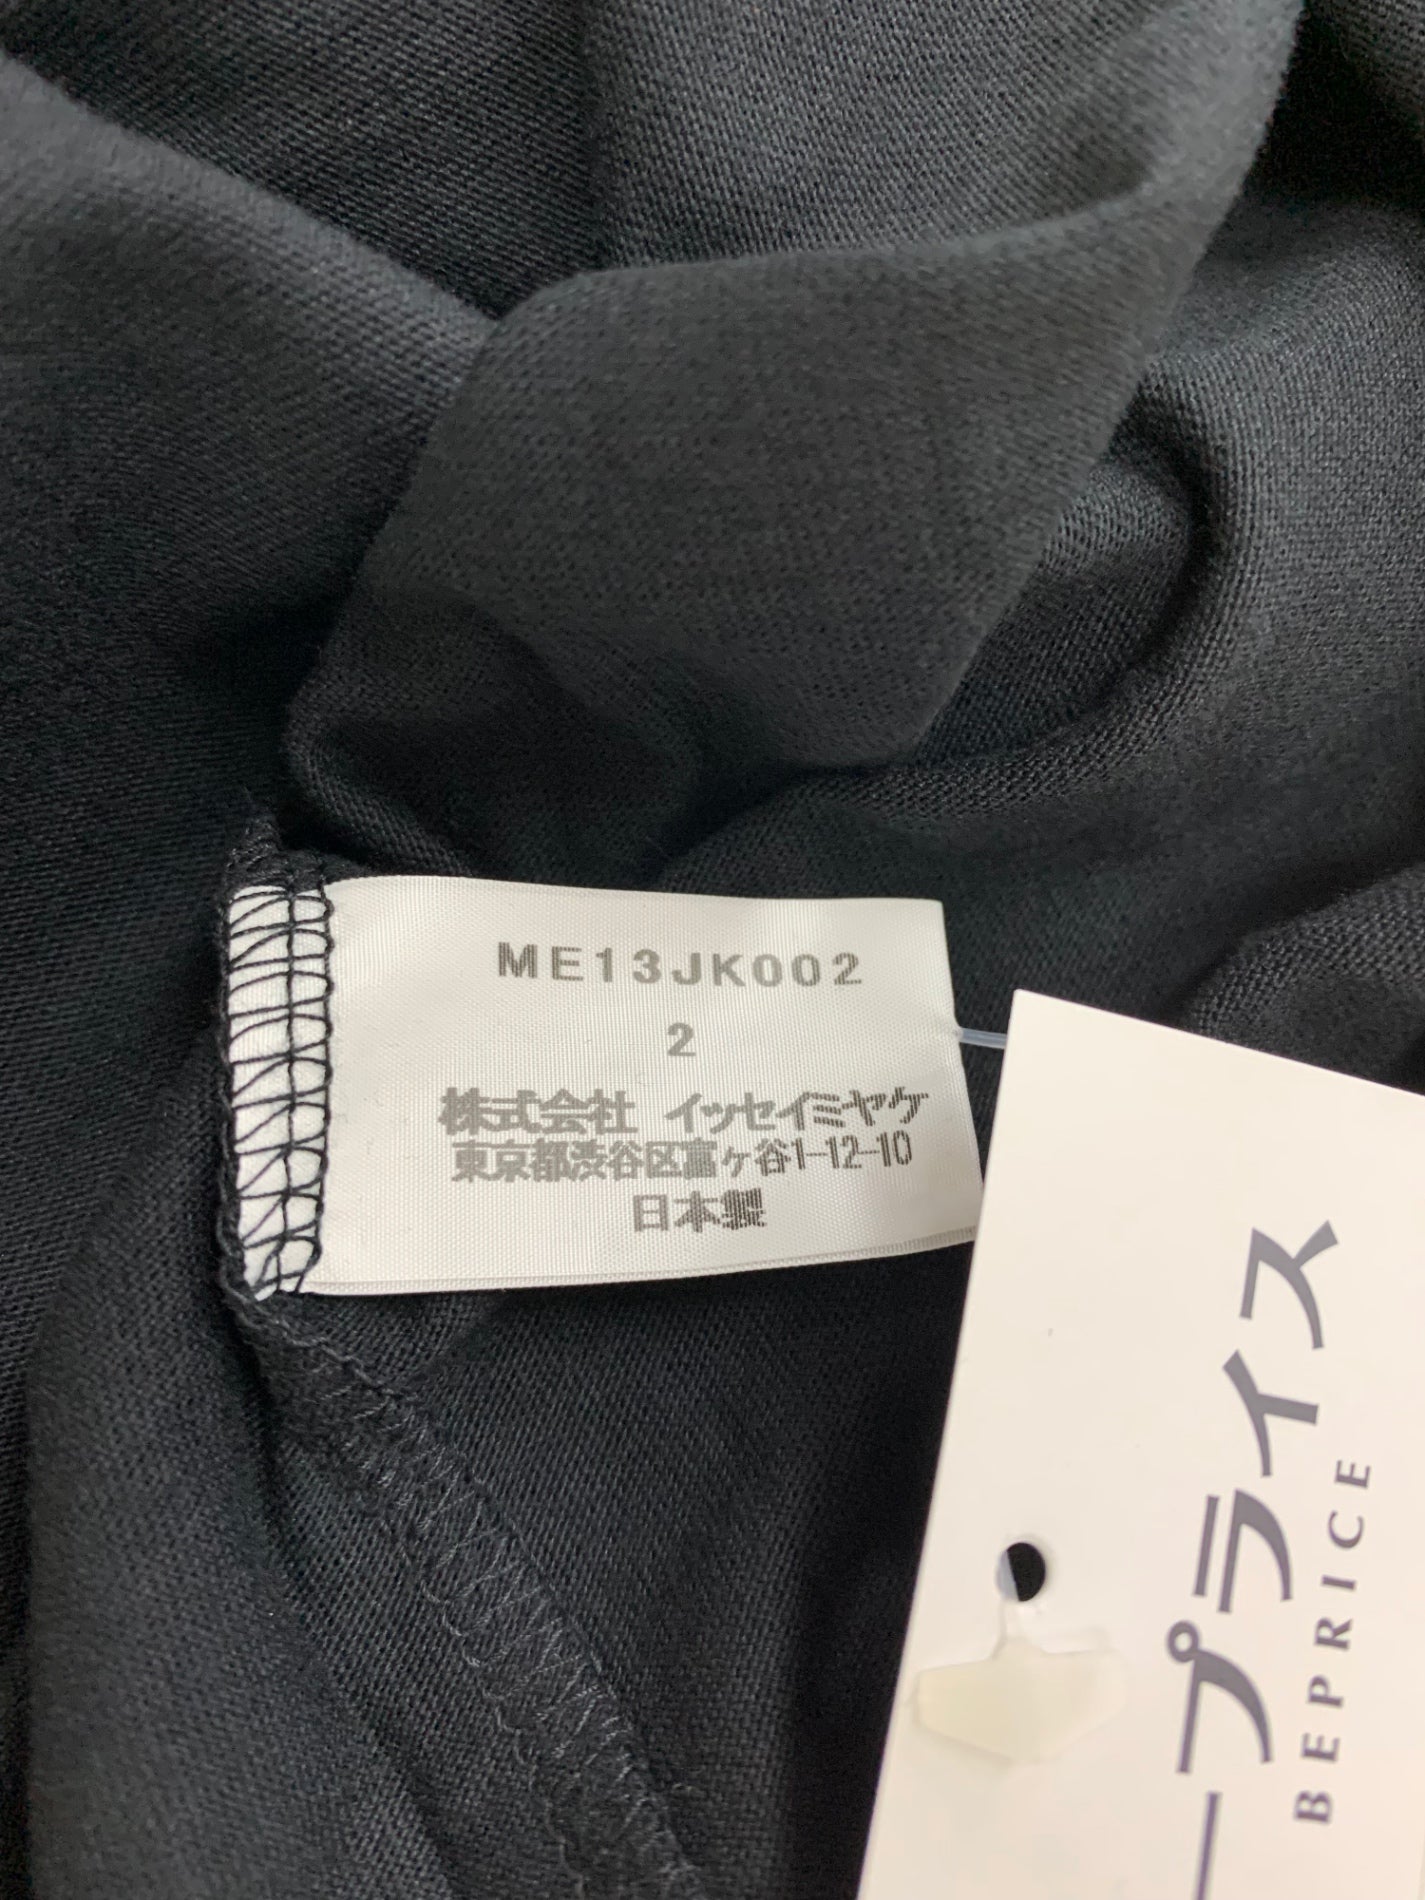 ME13JK002
2
株式会社 イッセイミヤケ
東京都渋谷区富ヶ谷1-12-10
日本製
ープライス
BEPRICE